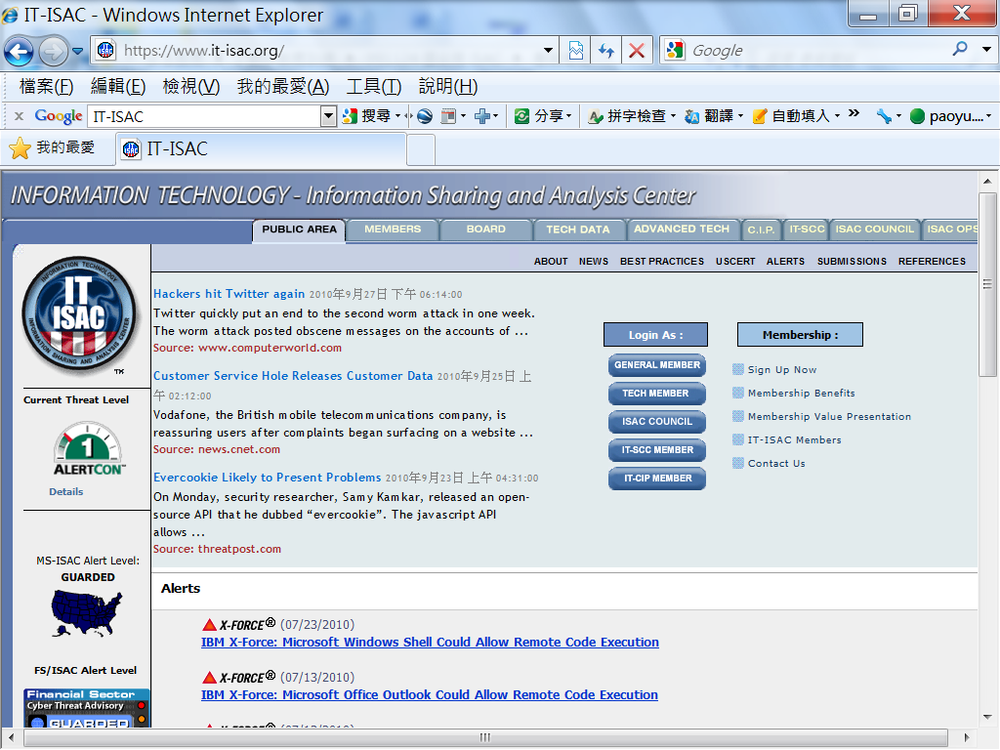 IT-ISAC - Windows Internet Explorer
https://www.it-isac.org/
Google
檔案(F) 編輯(E) 檢視(V) 我的最愛(A) 工具(T) 說明(H)
x Google IT-ISAC 搜尋 分享 拼字檢查 翻譯 自動填入 » paoyu....
我的最愛 IT-ISAC
INFORMATION TECHNOLOGY - Information Sharing and Analysis Center
PUBLIC AREA MEMBERS BOARD TECH DATA ADVANCED TECH C.I.P. IT-SCC ISAC COUNCIL ISAC OPS
ABOUT NEWS BEST PRACTICES USCERT ALERTS SUBMISSIONS REFERENCES
INFORMATION TECHNOLOGY
IT
ISAC
INFORMATION SHARING AND ANALYSIS CENTER
TM
Current Threat Level
1
ALERTCON™
Details
MS-ISAC Alert Level:
GUARDED
FS/ISAC Alert Level
Financial Sector
Cyber Threat Advisory
GUARDED
Hackers hit Twitter again 2010年9月27日 下午 06:14:00
Twitter quickly put an end to the second worm attack in one week.
The worm attack posted obscene messages on the accounts of ...
Source: www.computerworld.com
Customer Service Hole Releases Customer Data 2010年9月25日 上
午 02:12:00
Vodafone, the British mobile telecommunications company, is
reassuring users after complaints began surfacing on a website ...
Source: news.cnet.com
Evercookie Likely to Present Problems 2010年9月23日 上午 04:31:00
On Monday, security researcher, Samy Kamkar, released an open-
source API that he dubbed “evercookie”. The javascript API
allows ...
Source: threatpost.com
Login As :
GENERAL MEMBER
TECH MEMBER
ISAC COUNCIL
IT-SCC MEMBER
IT-CIP MEMBER
Membership :
Sign Up Now
Membership Benefits
Membership Value Presentation
IT-ISAC Members
Contact Us
Alerts
X-FORCE® (07/23/2010)
IBM X-Force: Microsoft Windows Shell Could Allow Remote Code Execution
X-FORCE® (07/13/2010)
IBM X-Force: Microsoft Office Outlook Could Allow Remote Code Execution